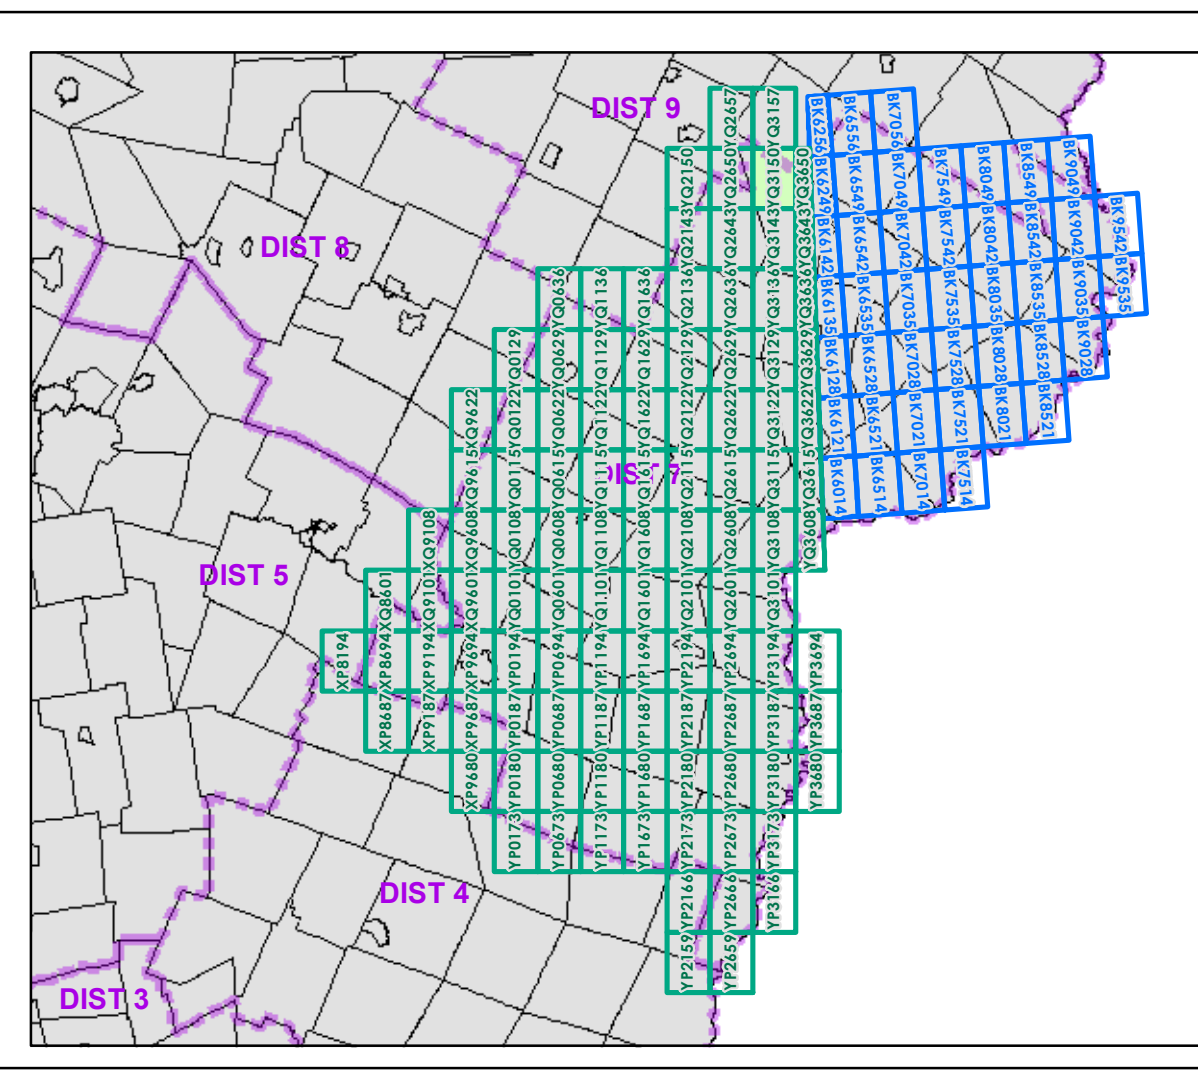 DIST 9
YQ2657 YQ3157
BK6256 BK6556 BK7056
YQ2150 YQ2650 YQ3150 YQ3650
BK6249 BK6549 BK7049 BK7549 BK8049 BK8549 BK9049
DIST 8
YQ2143 YQ2643 YQ3143 YQ3643
BK6142 BK6542 BK7042 BK7542 BK8042 BK8542 BK9042 BK9542
YQ0636 YQ1136 YQ1636 YQ2136 YQ2636 YQ3136 YQ3636
BK6135 BK6535 BK7035 BK7535 BK8035 BK8535 BK9035 BK9535
YQ0129 YQ0629 YQ1129 YQ1629 YQ2129 YQ2629 YQ3129 YQ3629
BK6128 BK6528 BK7028 BK7528 BK8028 BK8528 BK9028
XQ9622 YQ0122 YQ0622 YQ1122 YQ1622 YQ2122 YQ2622 YQ3122 YQ3622
BK6121 BK6521 BK7021 BK7521 BK8021 BK8521
DIST 7
XQ9615 YQ0115 YQ0615 YQ1115 YQ1615 YQ2115 YQ2615 YQ3115 YQ3615
BK6014 BK6514 BK7014 BK7514
XQ9108 XQ9608 YQ0108 YQ0608 YQ1108 YQ1608 YQ2108 YQ2608 YQ3108 YQ3608
DIST 5
XQ8601 XQ9101 XQ9601 YQ0101 YQ0601 YQ1101 YQ1601 YQ2101 YQ2601 YQ3101
XP8194 XP8694 XP9194 XP9694 YP0194 YP0694 YP1194 YP1694 YP2194 YP2694 YP3194 YP3694
XP8687 XP9187 XP9687 YP0187 YP0687 YP1187 YP1687 YP2187 YP2687 YP3187 YP3687
XP9680 YP0180 YP0680 YP1180 YP1680 YP2180 YP2680 YP3180 YP3680
YP0173 YP0673 YP1173 YP1673 YP2173 YP2673 YP3173
DIST 4
YP2166 YP2666 YP3166
YP2159 YP2659
DIST 3